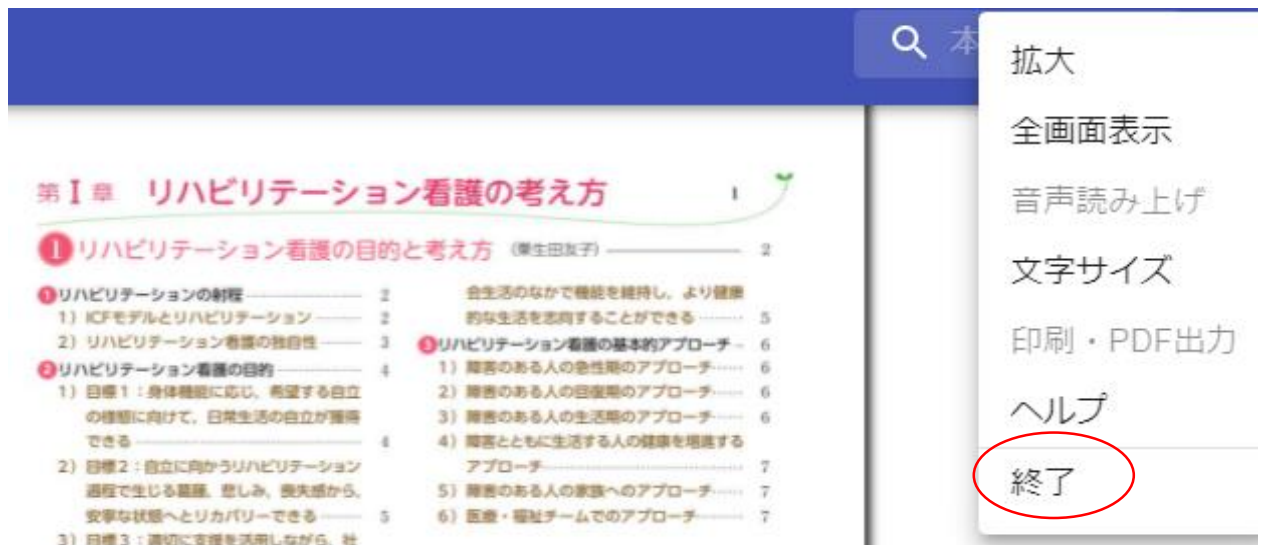 本
拡大
全画面表示
音声読み上げ
文字サイズ
印刷・PDF出力
ヘルプ
終了
第I章 リハビリテーション看護の考え方 1
1 リハビリテーション看護の目的と考え方 (粟生田友子) 2
1 リハビリテーションの射程 2
1) ICFモデルとリハビリテーション 2
2) リハビリテーション看護の独自性 3
2 リハビリテーション看護の目的 4
1) 目標1:身体機能に応じ、希望する自立
の様態に向けて、日常生活の自立が獲得
できる 4
2) 目標2:自立に向かうリハビリテーション
過程で生じる葛藤、悲しみ、喪失感から、
安寧な状態へとリカバリーできる 5
3) 目標3:適切に支援を活用しながら、社
会生活のなかで機能を維持し、より健康
的な生活を志向することができる 5
3 リハビリテーション看護の基本的アプローチ 6
1) 障害のある人の急性期のアプローチ 6
2) 障害のある人の回復期のアプローチ 6
3) 障害のある人の生活期のアプローチ 6
4) 障害とともに生活する人の健康を増進する
アプローチ 7
5) 障害のある人の家族へのアプローチ 7
6) 医療・福祉チームでのアプローチ 7